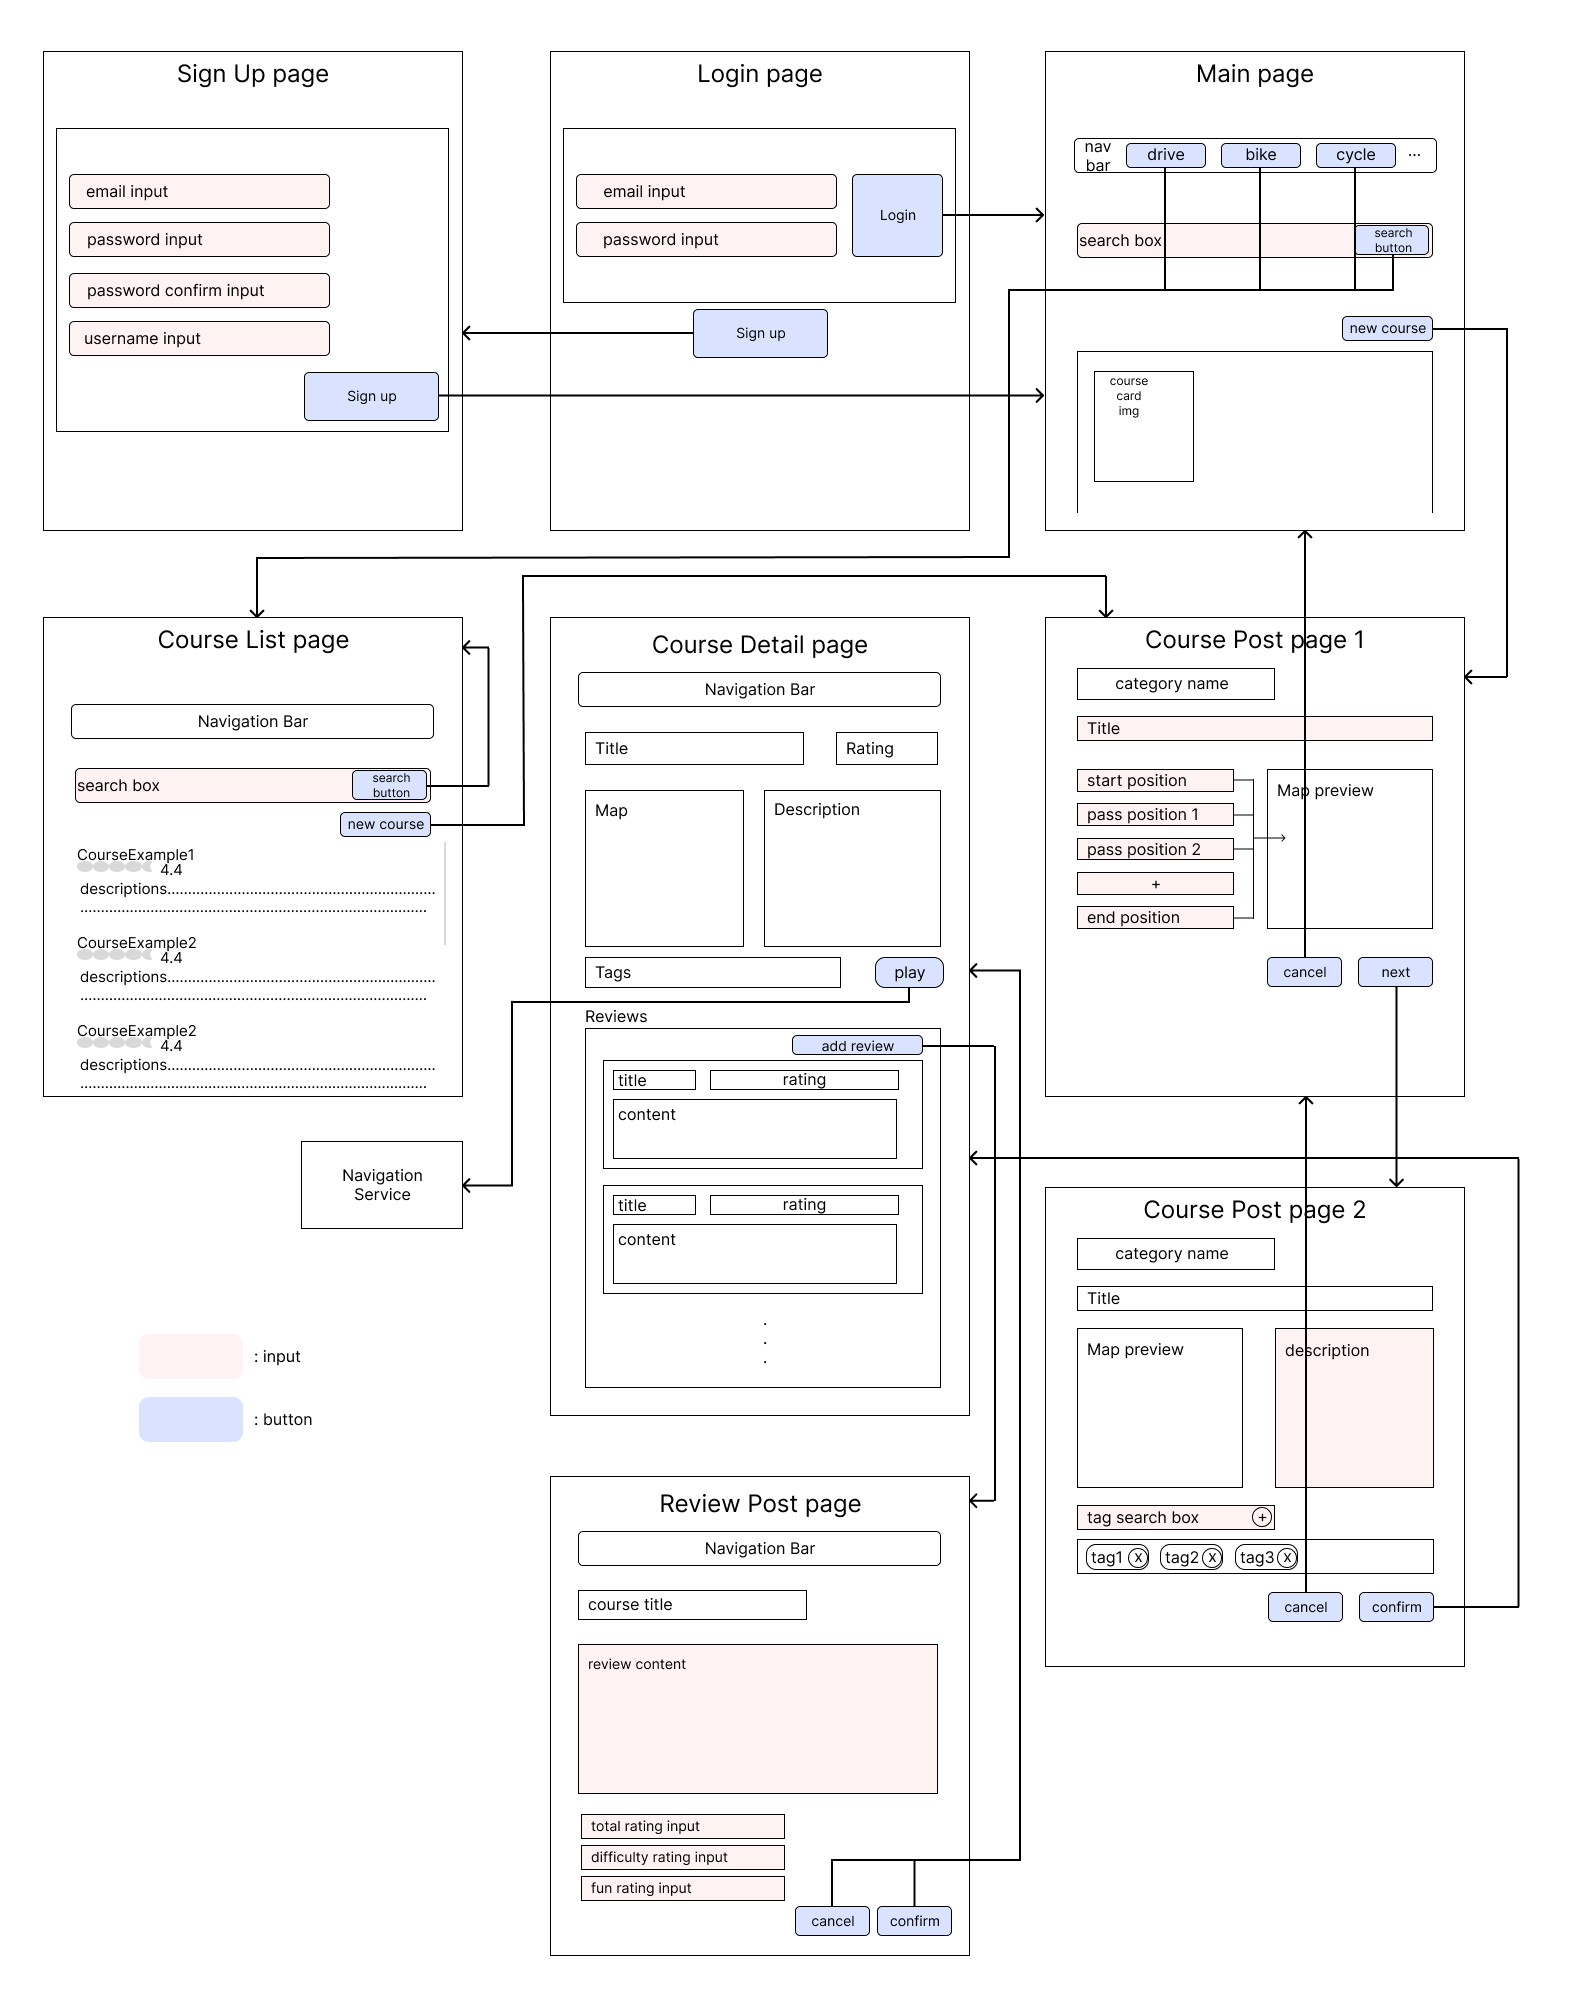 Sign Up page
email input
password input
password confirm input
username input
Sign up
Login page
email input
password input
Login
Sign up
Main page
nav
bar
drive
bike
cycle
...
search box
search
button
new course
course
card
img
Course List page
Navigation Bar
search box
search
button
new course
CourseExample1
4.4
descriptions.................................................................
....................................................................................
CourseExample2
4.4
descriptions.................................................................
....................................................................................
CourseExample2
4.4
descriptions.................................................................
....................................................................................
Navigation
Service
: input
: button
Course Detail page
Navigation Bar
Title
Rating
Map
Description
Tags
play
Reviews
add review
title
rating
content
title
rating
content
.
.
.
Course Post page 1
category name
Title
start position
pass position 1
pass position 2
+
end position
Map preview
cancel
next
Course Post page 2
category name
Title
Map preview
description
tag search box
+
tag1 X
tag2 X
tag3 X
cancel
confirm
Review Post page
Navigation Bar
course title
review content
total rating input
difficulty rating input
fun rating input
cancel
confirm